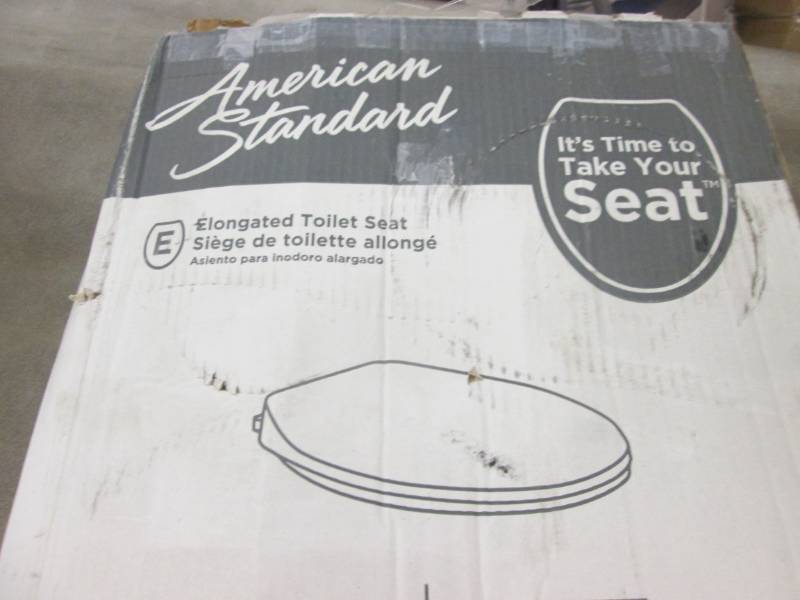 American
Standard
It's Time to
Take Your
Seat™
E
Elongated Toilet Seat
Siège de toilette allongé
Asiento para inodoro alargado